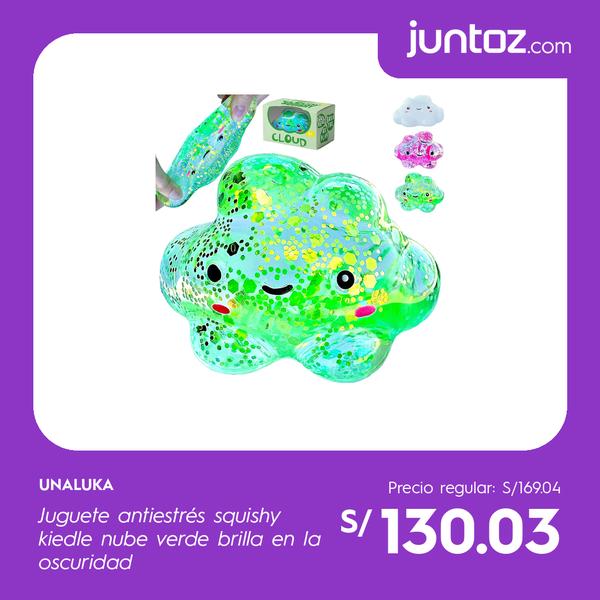 juntoz.com
CLOUD
UNALUKA
Precio regular: S/169.04
Juguete antiestrés squishy
kiedle nube verde brilla en la
oscuridad
S/130.03